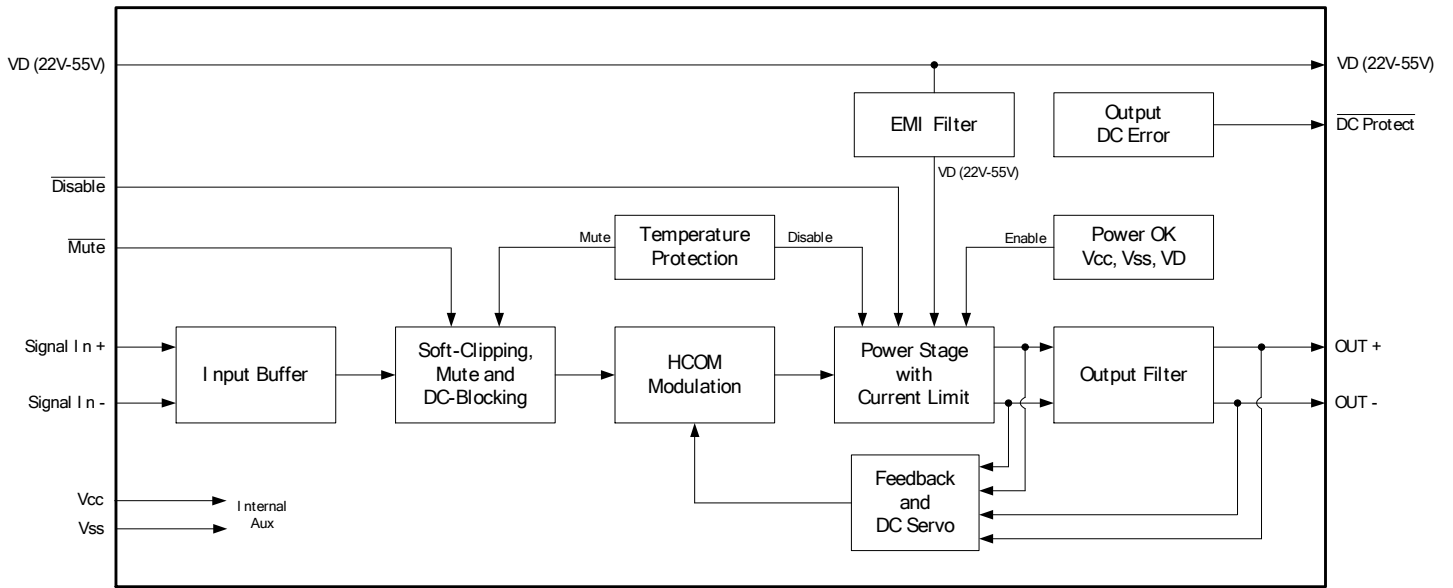 VD (22V-55V)
VD (22V-55V)
EMI Filter
Output
DC Error
DC Protect
VD (22V-55V)
Disable
Mute
Mute
Temperature
Protection
Disable
Enable
Power OK
Vcc, Vss, VD
Signal In +
Signal In -
Input Buffer
Soft-Clipping,
Mute and
DC-Blocking
HCOM
Modulation
Power Stage
with
Current Limit
Output Filter
OUT +
OUT -
Feedback
and
DC Servo
Vcc
Vss
Internal
Aux